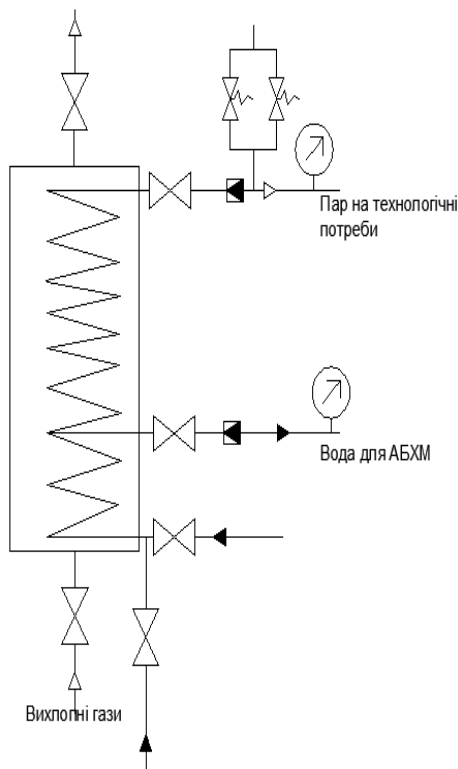 Пар на технологічні
потреби
Вода для АБХМ
Вихлопні гази